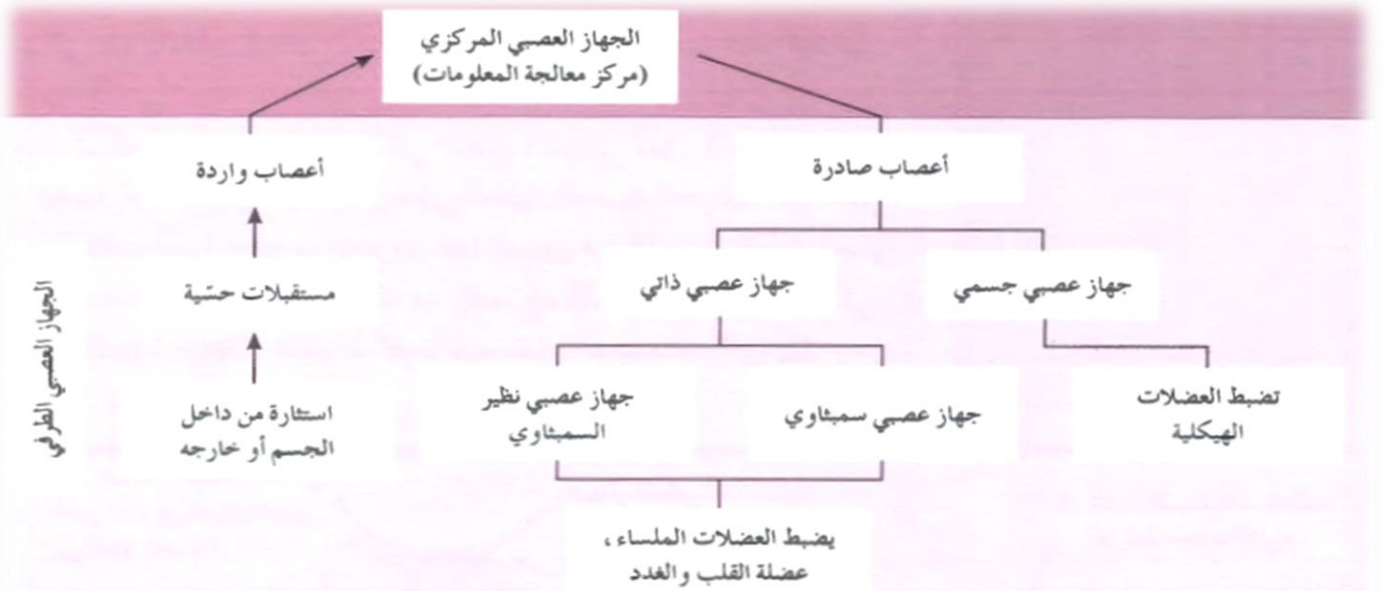 الجهاز العصبي المركزي
(مركز معالجة المعلومات)
أعصاب صادرة
أعصاب واردة
جهاز عصبي جسمي
جهاز عصبي ذاتي
مستقبلات حسّية
الجهاز العصبي الطرفي
تضبط العضلات
الهيكلية
جهاز عصبي سمبثاوي
جهاز عصبي نظير
السمبثاوي
استثارة من داخل
الجسم أو خارجه
يضبط العضلات الملساء،
عضلة القلب والغدد